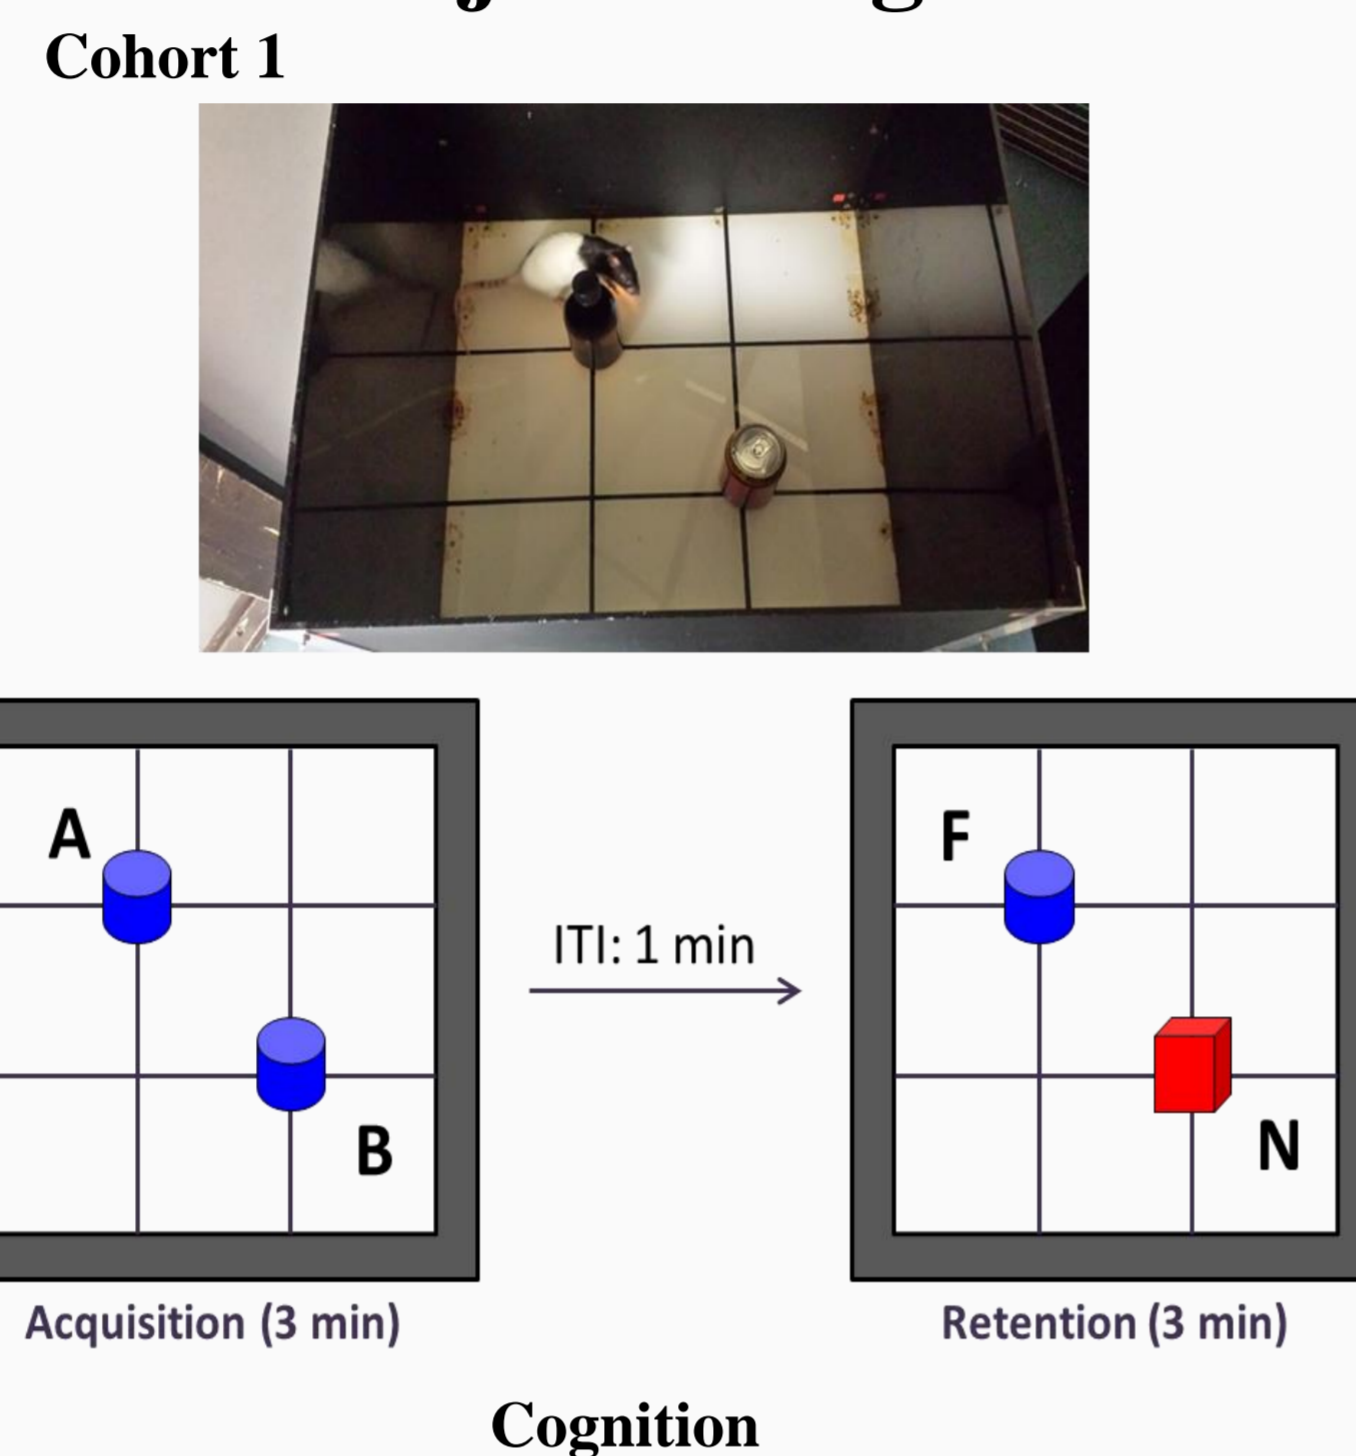 Cohort 1
A
B
ITI: 1 min
F
N
Acquisition (3 min)
Retention (3 min)
Cognition